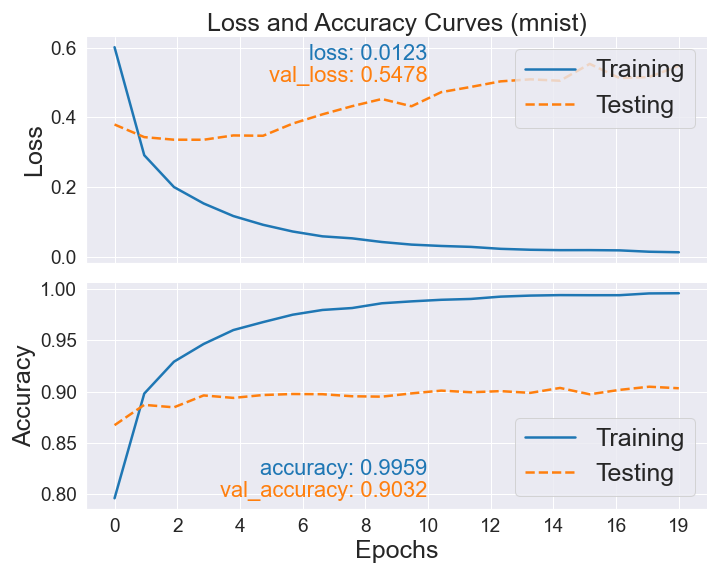 Loss and Accuracy Curves (mnist)
0.6
0.4
0.2
0.0
Loss
loss: 0.0123
val_loss: 0.5478
Training
Testing
1.00
0.95
0.90
0.85
0.80
Accuracy
accuracy: 0.9959
val_accuracy: 0.9032
Training
Testing
0 2 4 6 8 10 12 14 16 19
Epochs